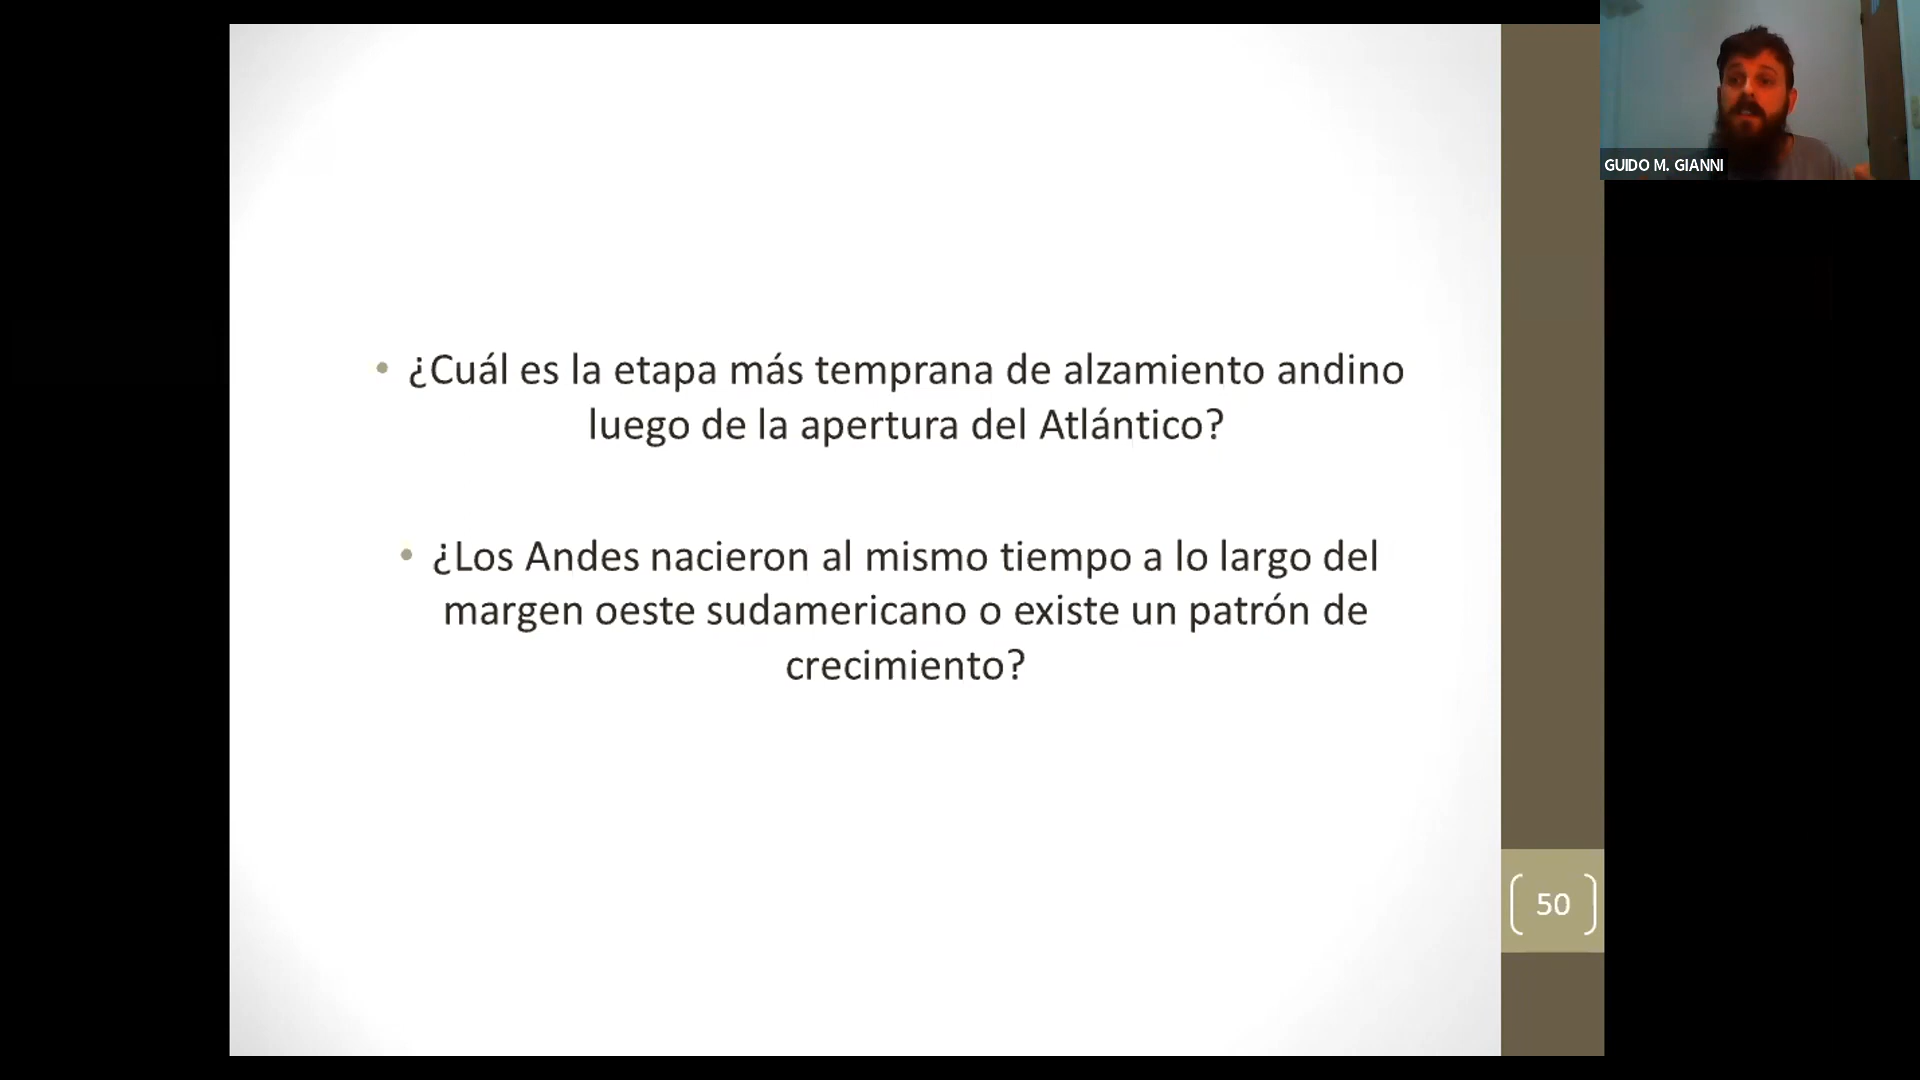 • ¿Cuál es la etapa más temprana de alzamiento andino
luego de la apertura del Atlántico?
• ¿Los Andes nacieron al mismo tiempo a lo largo del
margen oeste sudamericano o existe un patrón de
crecimiento?
50
GUIDO M. GIANNI